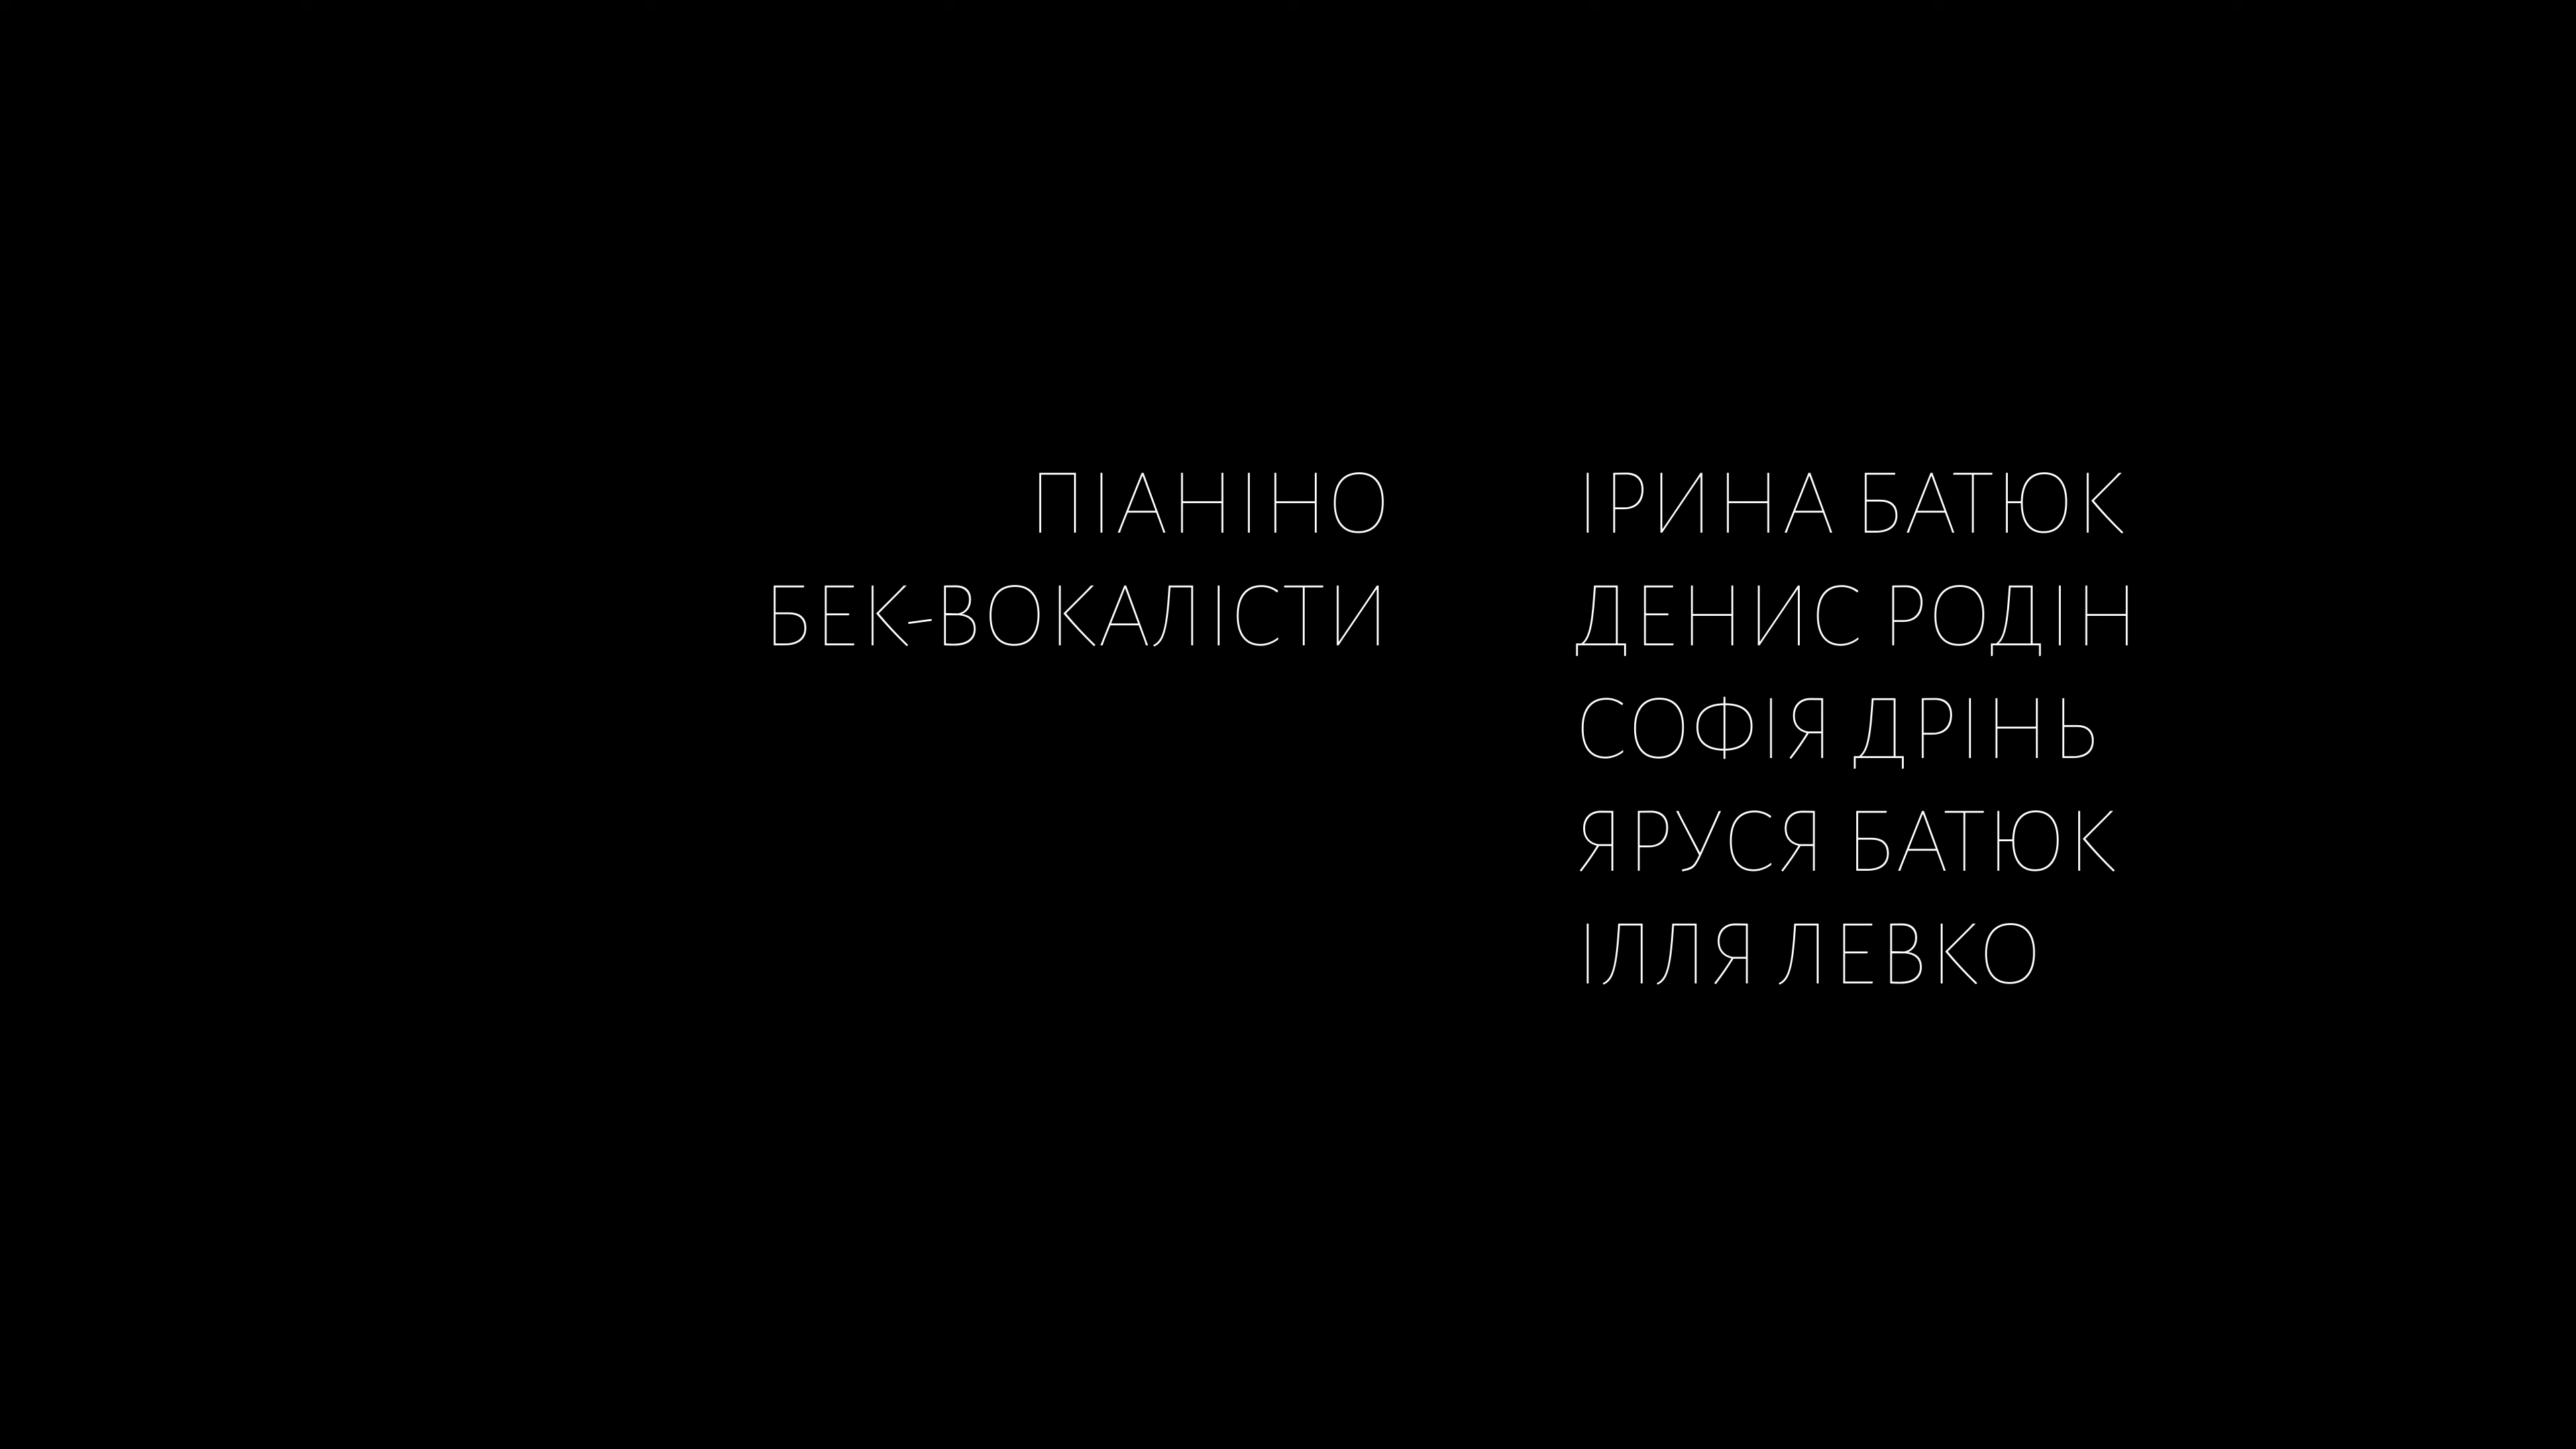 ПІАНІНО ІРИНА БАТЮК
БЕК-ВОКАЛІСТИ ДЕНИС РОДІН
СОФІЯ ДРІНЬ
ЯРУСЯ БАТЮК
ІЛЛЯ ЛЕВКО